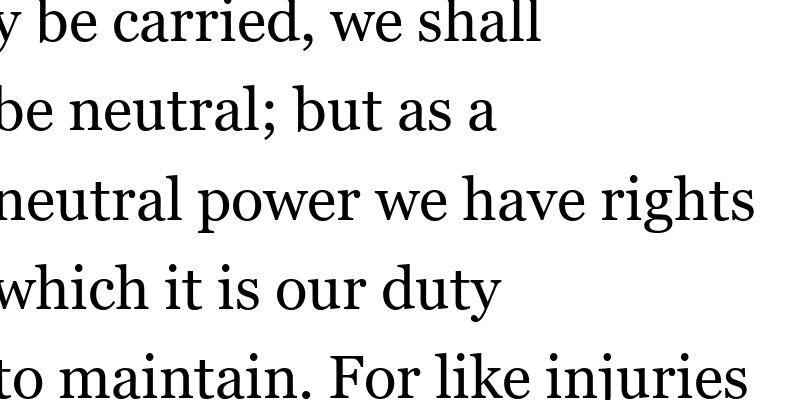 y be carried, we shall
be neutral; but as a
neutral power we have rights
which it is our duty
to maintain. For like injuries